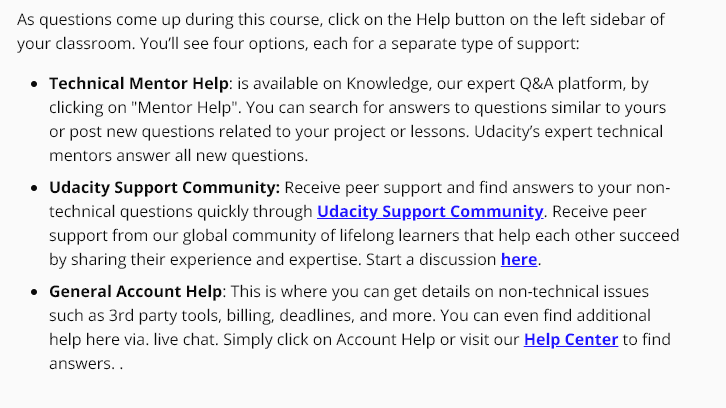 As questions come up during this course, click on the Help button on the left sidebar of
your classroom. You’ll see four options, each for a separate type of support:
• Technical Mentor Help: is available on Knowledge, our expert Q&A platform, by
clicking on "Mentor Help". You can search for answers to questions similar to yours
or post new questions related to your project or lessons. Udacity’s expert technical
mentors answer all new questions.
• Udacity Support Community: Receive peer support and find answers to your non-
technical questions quickly through Udacity Support Community. Receive peer
support from our global community of lifelong learners that help each other succeed
by sharing their experience and expertise. Start a discussion here.
• General Account Help: This is where you can get details on non-technical issues
such as 3rd party tools, billing, deadlines, and more. You can even find additional
help here via. live chat. Simply click on Account Help or visit our Help Center to find
answers. .